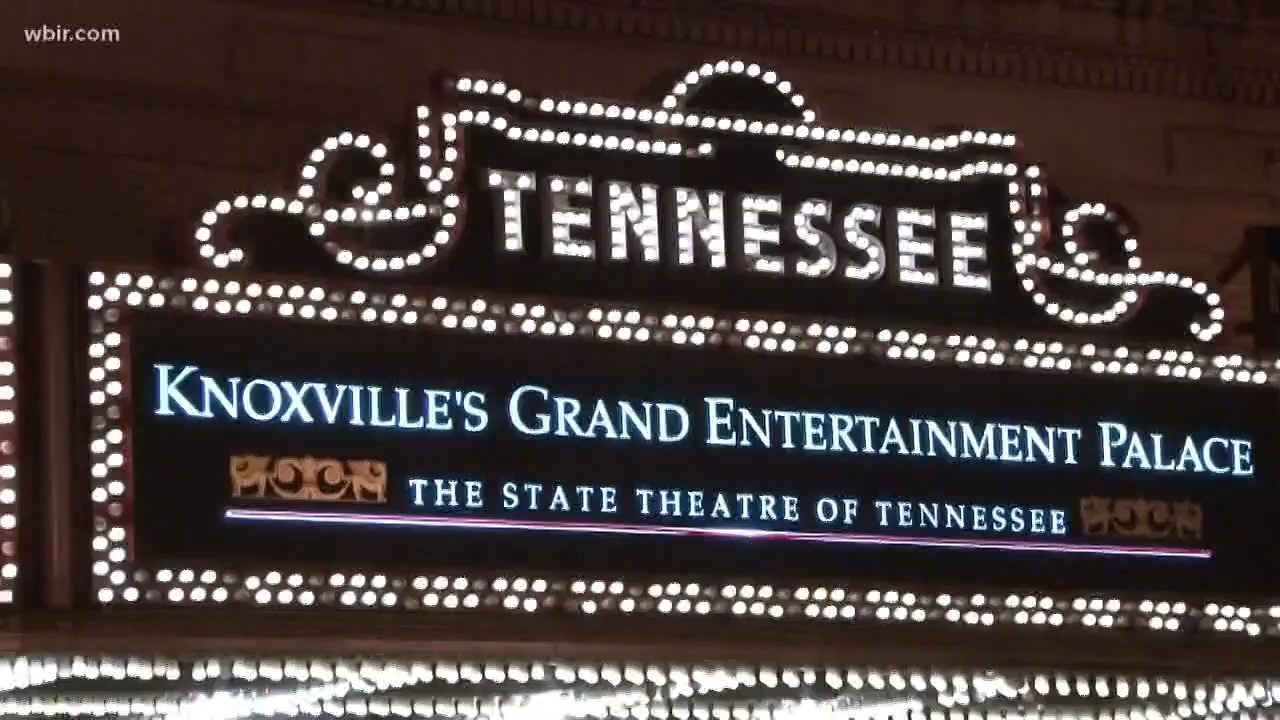 wbir.com
TENNESSEE
KNOXVILLE'S GRAND ENTERTAINMENT PALACE
THE STATE THEATRE OF TENNESSEE